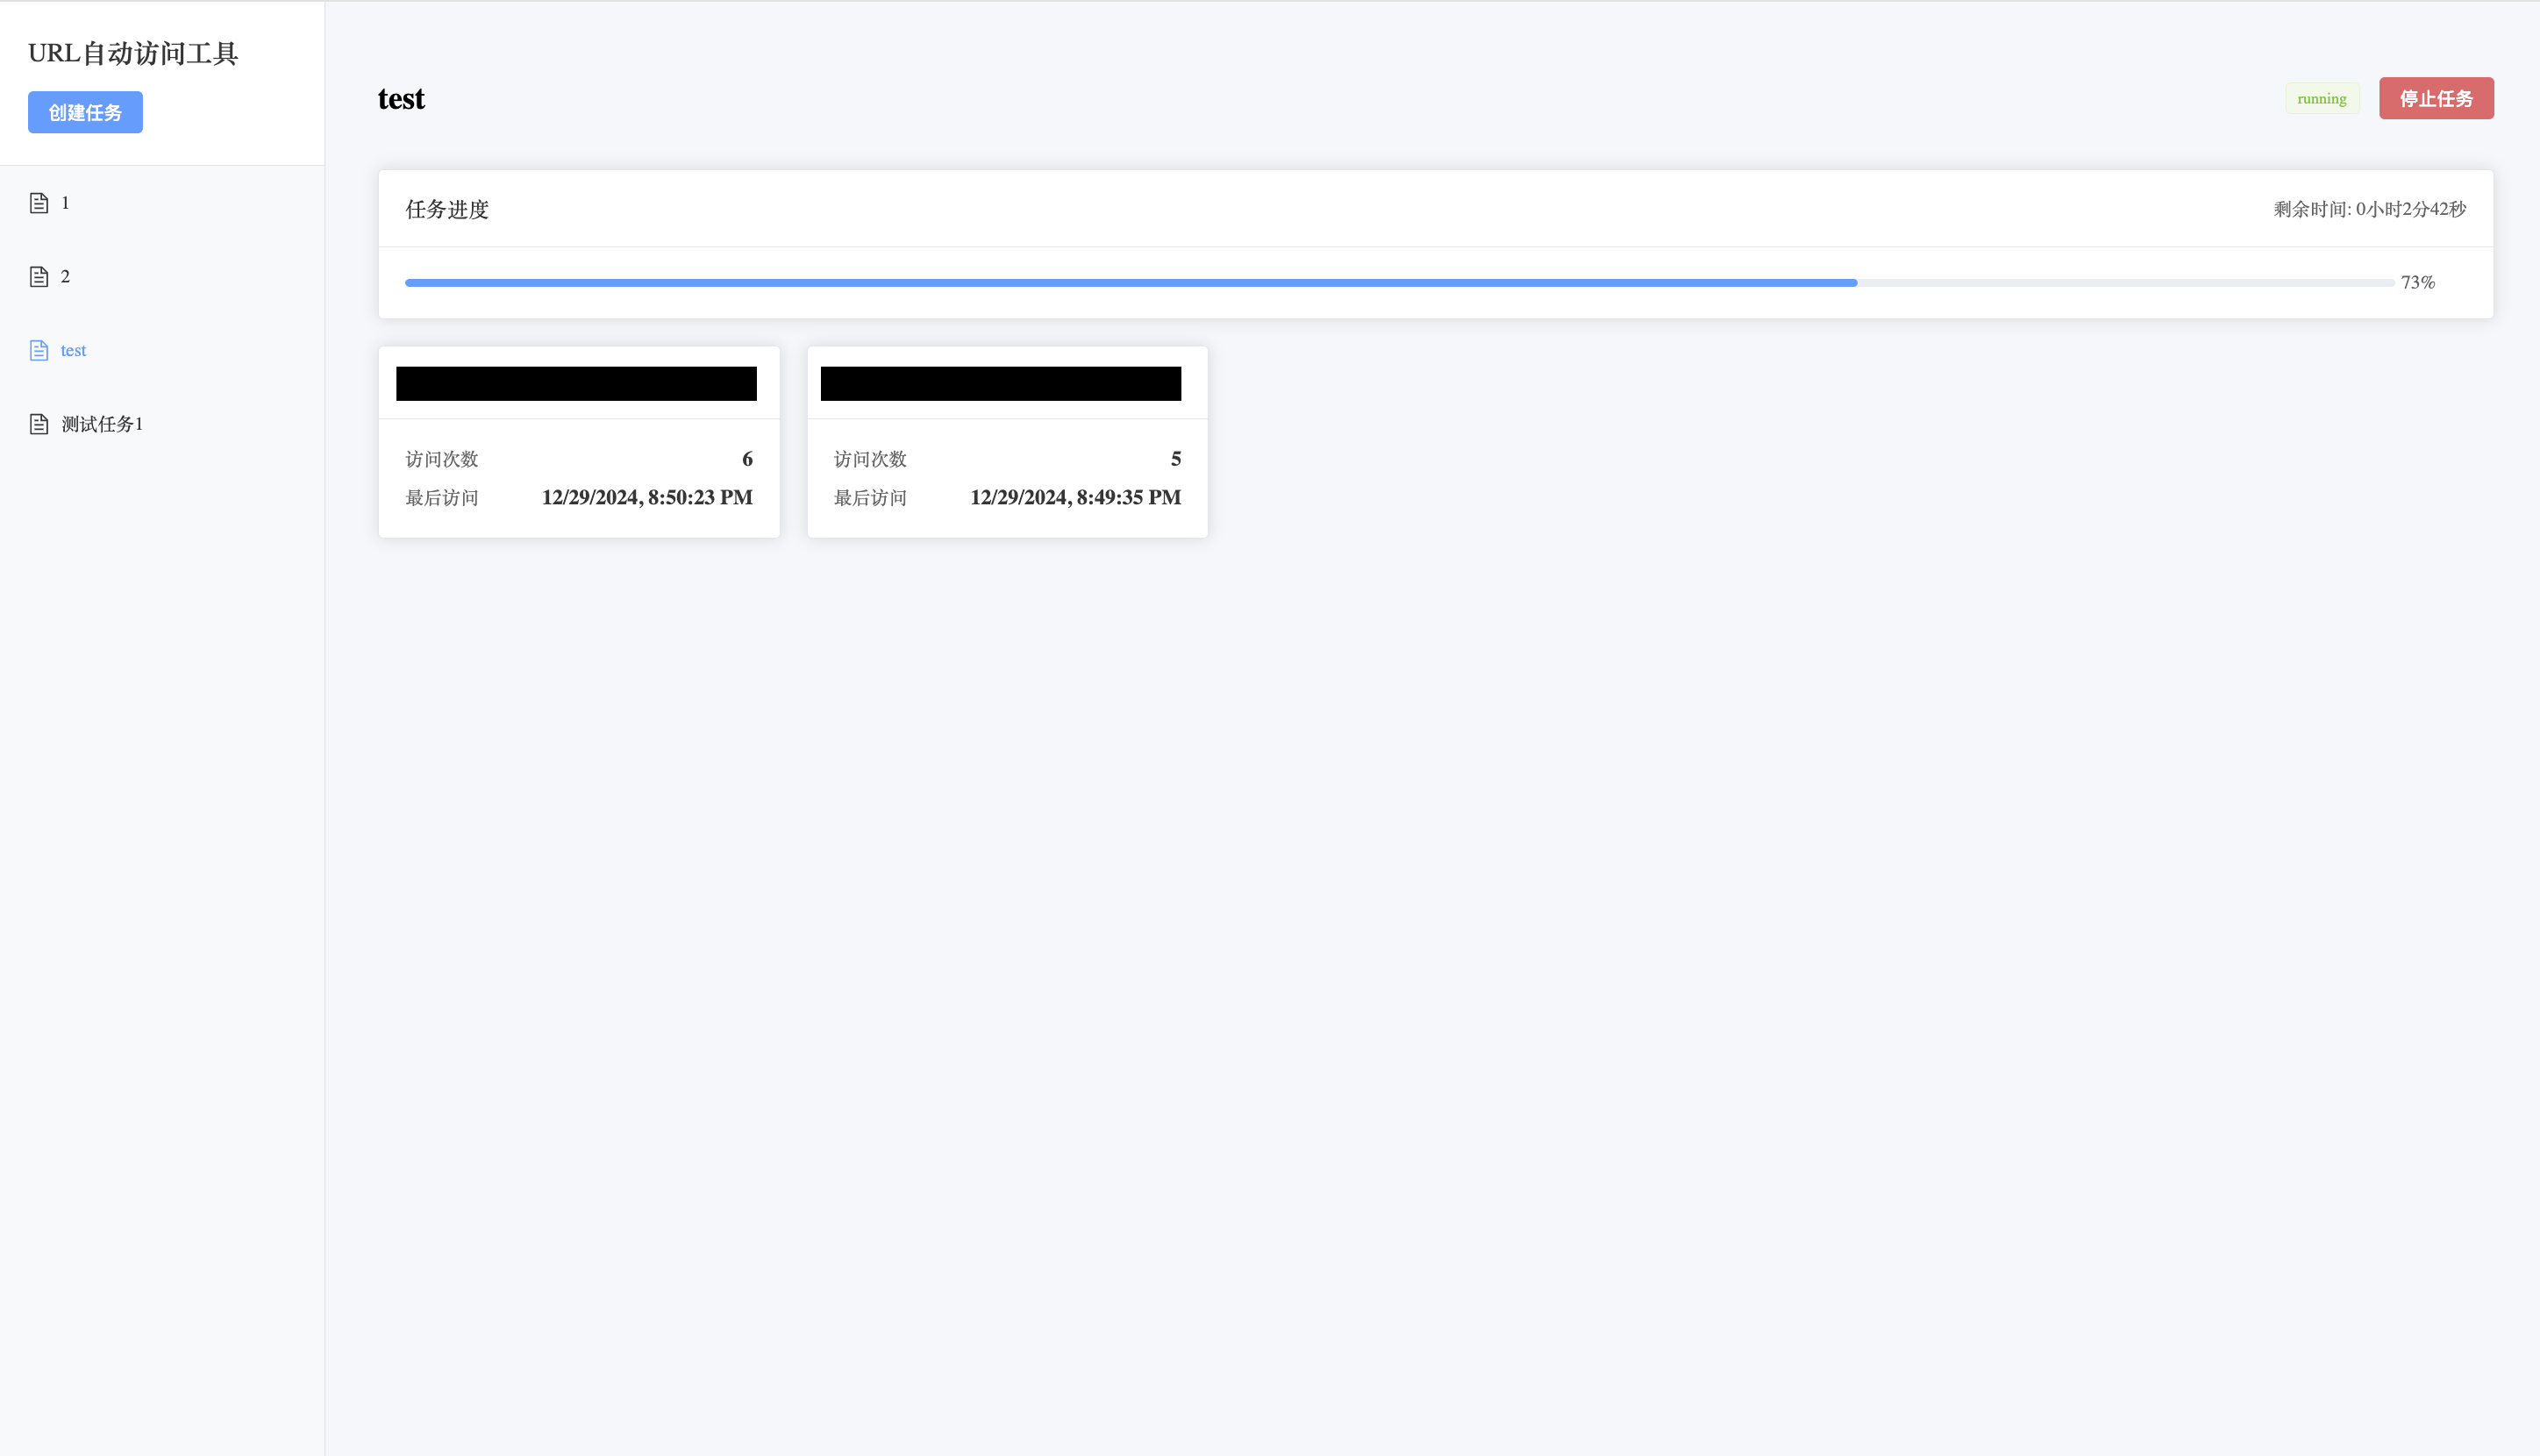 URL自动访问工具
创建任务
1
2
test
测试任务1
test
running
停止任务
任务进度
剩余时间: 0小时2分42秒
73%
访问次数 6
最后访问 12/29/2024, 8:50:23 PM
访问次数 5
最后访问 12/29/2024, 8:49:35 PM